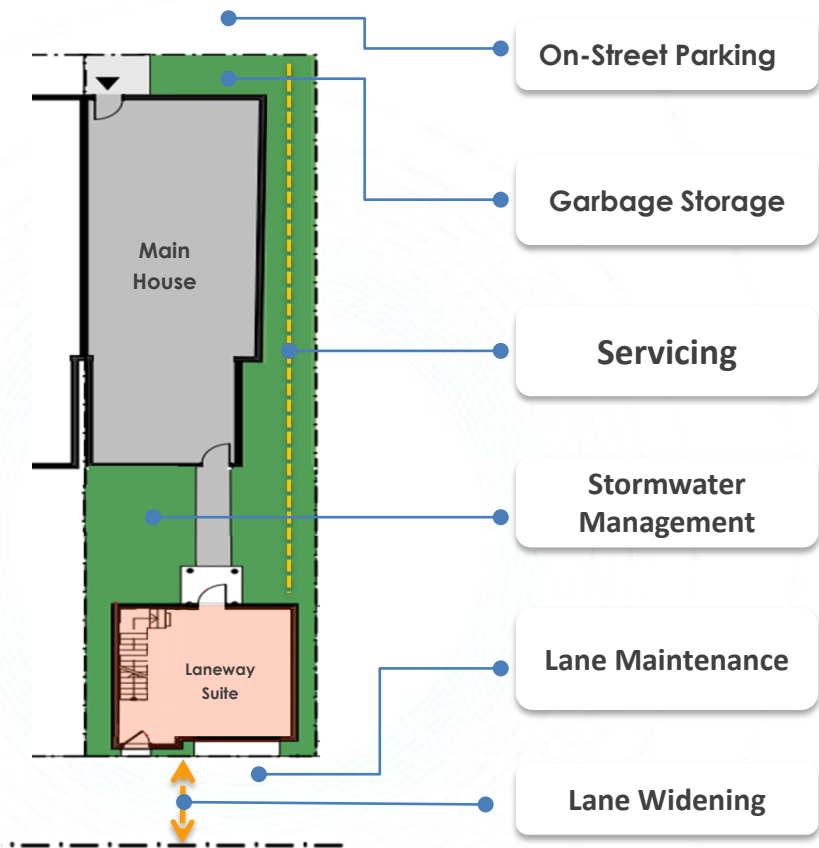 On-Street Parking
Garbage Storage
Main
House
Servicing
Stormwater
Management
Laneway
Suite
Lane Maintenance
Lane Widening